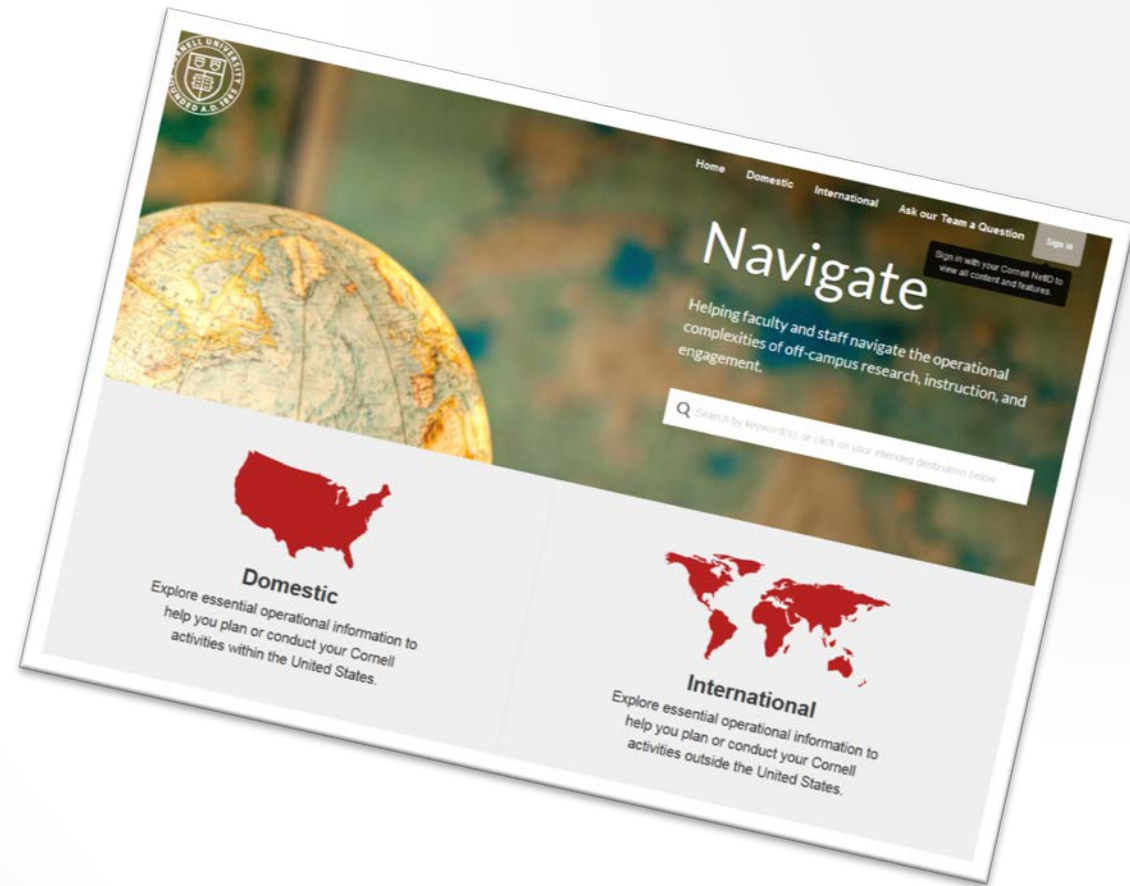 CORNELL UNIVERSITY
FOUNDED A.D. 1865
Home Domestic International Ask our Team a Question Sign in
Sign in with your Cornell NetID to
view all content and features.
Navigate
Helping faculty and staff navigate the operational
complexities of off-campus research, instruction, and
engagement.
Search by keyword(s), or click on your intended destination below
Domestic
Explore essential operational information to
help you plan or conduct your Cornell
activities within the United States.
International
Explore essential operational information to
help you plan or conduct your Cornell
activities outside the United States.